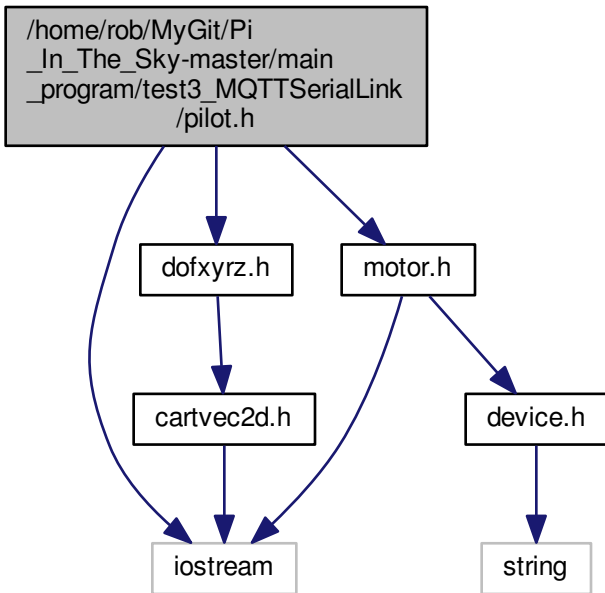 /home/rob/MyGit/Pi
_In_The_Sky-master/main
_program/test3_MQTTSerialLink
/pilot.h
dofxyrz.h
motor.h
cartvec2d.h
device.h
iostream
string